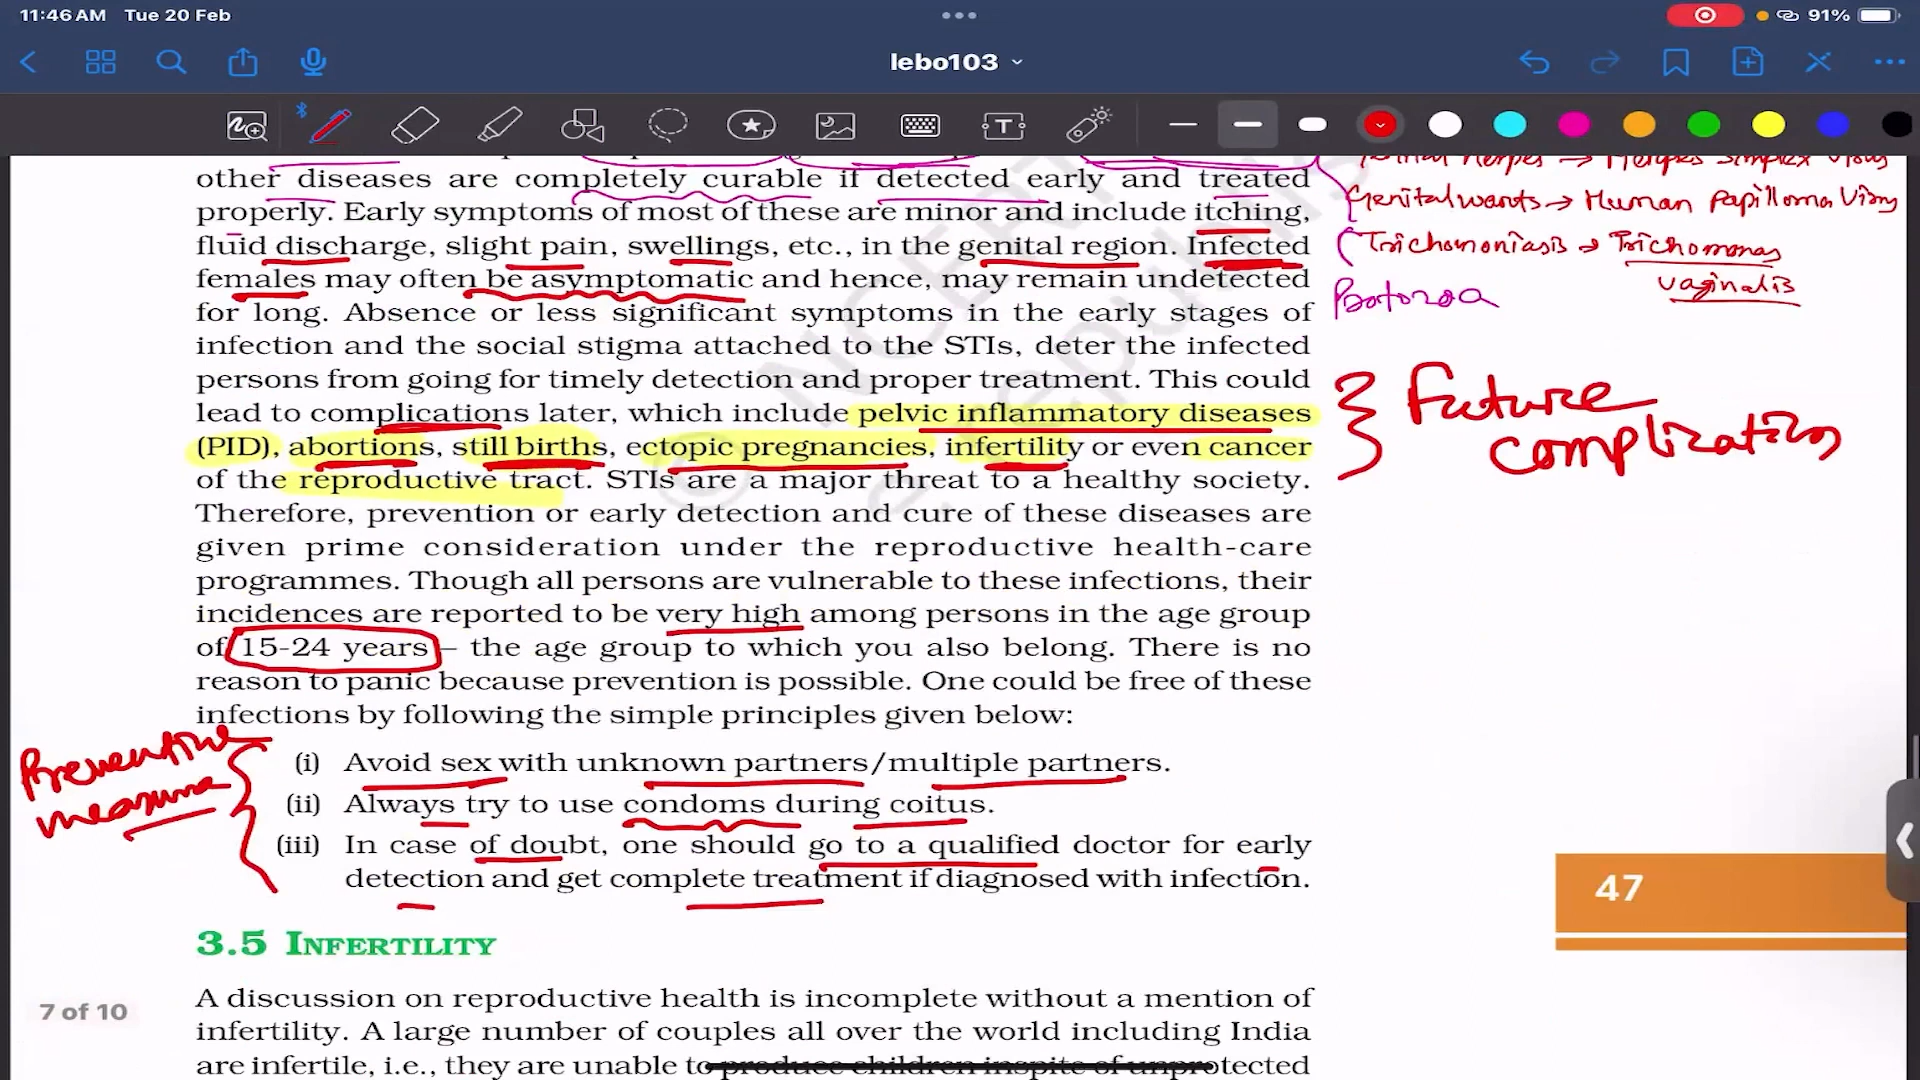 11:46 AM Tue 20 Feb
91%
lebo103
other diseases are completely curable if detected early and treated
properly. Early symptoms of most of these are minor and include itching,
fluid discharge, slight pain, swellings, etc., in the genital region. Infected
females may often be asymptomatic and hence, may remain undetected
for long. Absence or less significant symptoms in the early stages of
infection and the social stigma attached to the STIs, deter the infected
persons from going for timely detection and proper treatment. This could
lead to complications later, which include pelvic inflammatory diseases
(PID), abortions, still births, ectopic pregnancies, infertility or even cancer
of the reproductive tract. STIs are a major threat to a healthy society.
Therefore, prevention or early detection and cure of these diseases are
given prime consideration under the reproductive health-care
programmes. Though all persons are vulnerable to these infections, their
incidences are reported to be very high among persons in the age group
of 15-24 years – the age group to which you also belong. There is no
reason to panic because prevention is possible. One could be free of these
infections by following the simple principles given below:
(i) Avoid sex with unknown partners/multiple partners.
(ii) Always try to use condoms during coitus.
(iii) In case of doubt, one should go to a qualified doctor for early
detection and get complete treatment if diagnosed with infection.
3.5 INFERTILITY
A discussion on reproductive health is incomplete without a mention of
infertility. A large number of couples all over the world including India
are infertile, i.e., they are unable to produce children inspite of unprotected
Herpes → Herpes Simplex Virus
Genital warts → Human Papilloma Virus
Trichomoniasis → Trichomonas
vaginalis
Future
complications
Preventive
measure
47
7 of 10
© NCERT